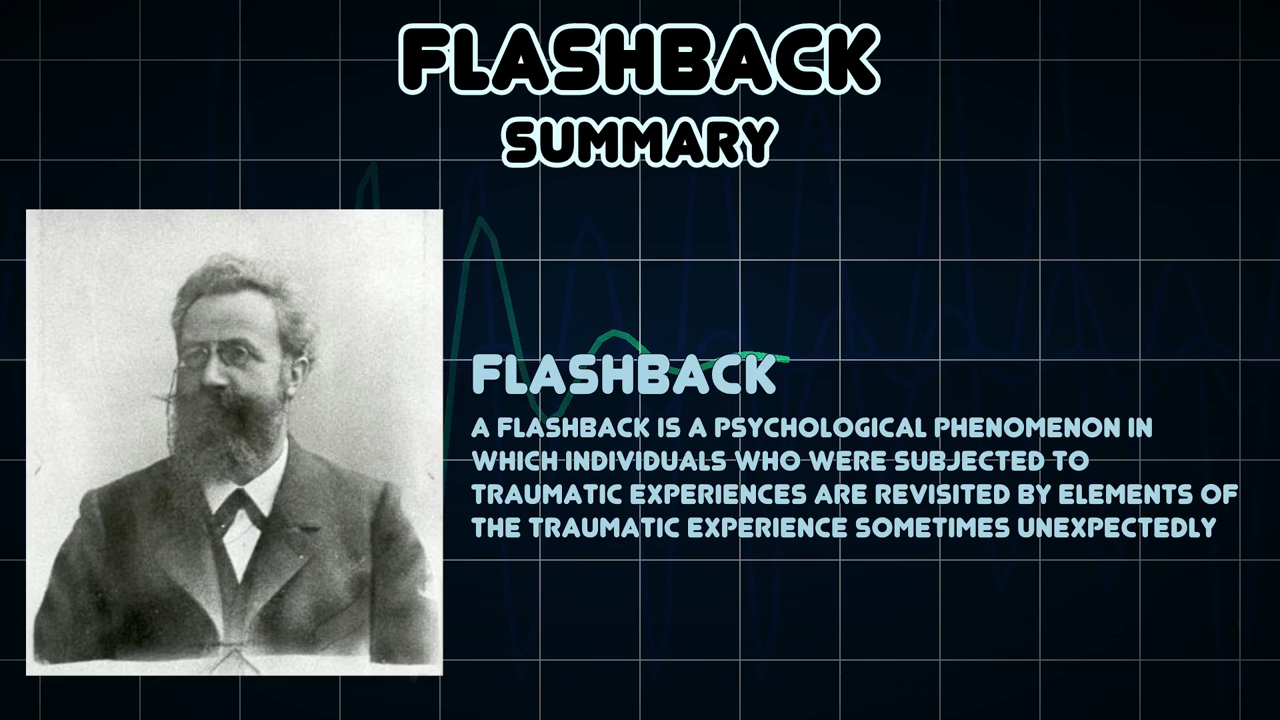 FLASHBACK
SUMMARY
FLASHBACK
A FLASHBACK IS A PSYCHOLOGICAL PHENOMENON IN
WHICH INDIVIDUALS WHO WERE SUBJECTED TO
TRAUMATIC EXPERIENCES ARE REVISITED BY ELEMENTS OF
THE TRAUMATIC EXPERIENCE SOMETIMES UNEXPECTEDLY